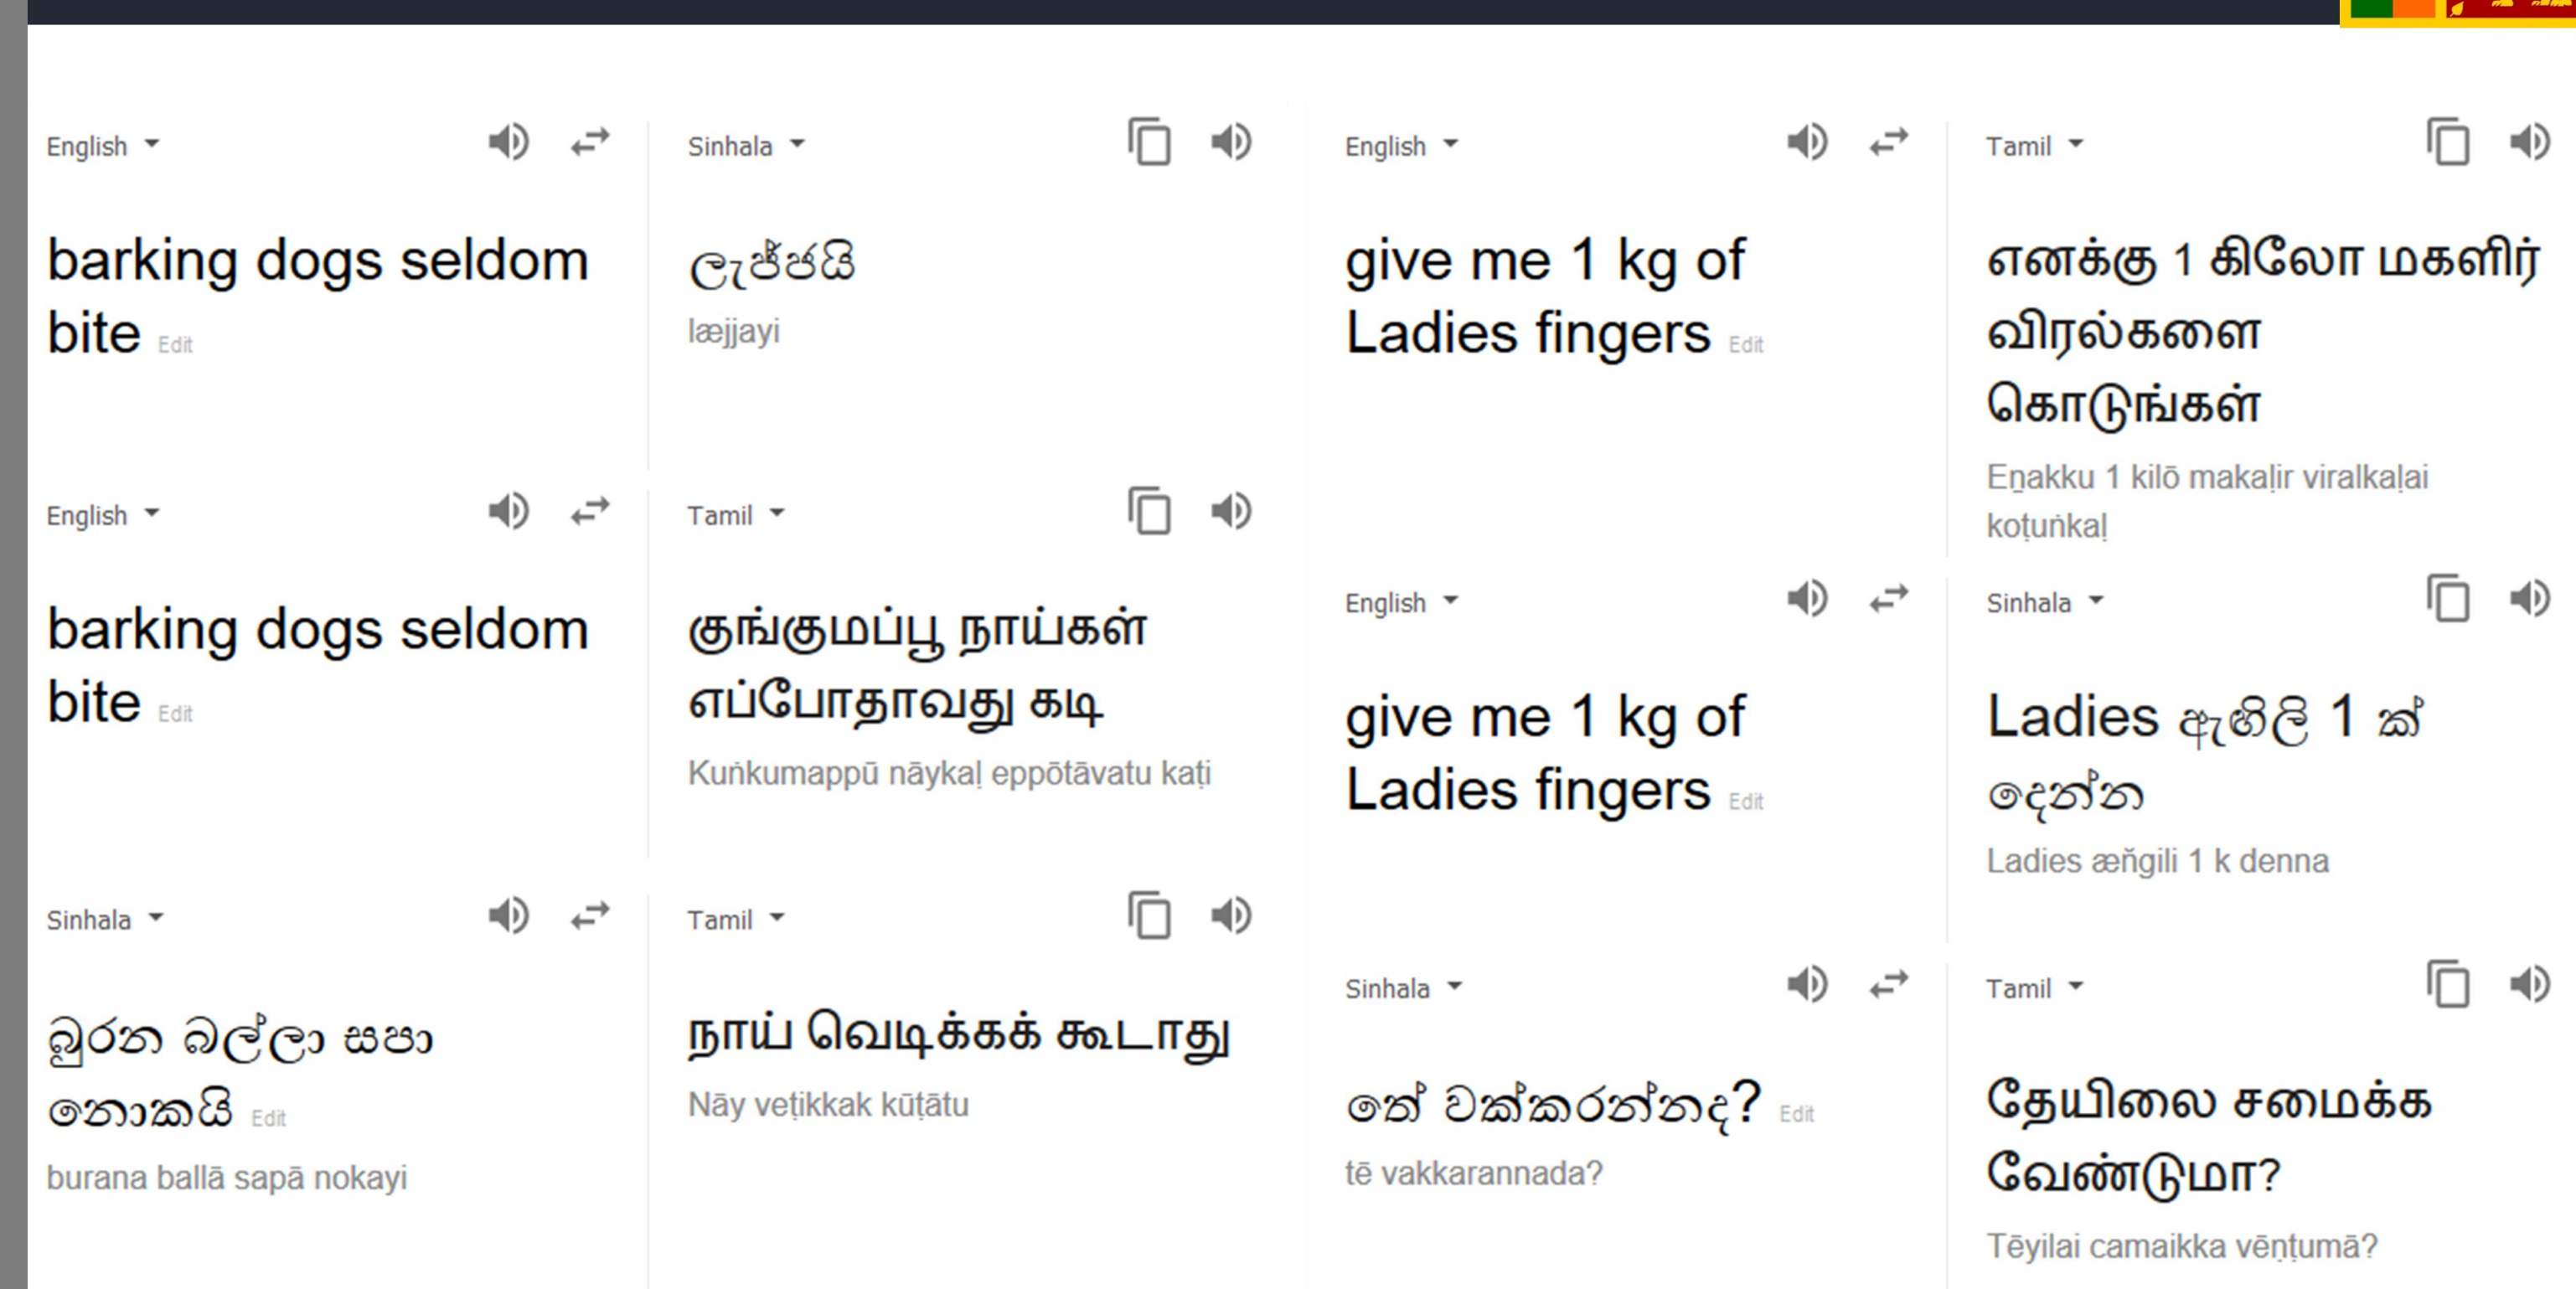 English
Sinhala
barking dogs seldom
bite Edit
ලැජ්ජයි
læjjayi
English
Tamil
barking dogs seldom
bite Edit
குங்குமப்பூ நாய்கள்
எப்போதாவது கடி
Kuṅkumappū nāykaḷ eppōtāvatu kaṭi
Sinhala
Tamil
බුරන බල්ලා සපා
නොකයි Edit
burana ballā sapā nokayi
நாய் வெடிக்கக் கூடாது
Nāy veṭikkak kūṭātu
English
Tamil
give me 1 kg of
Ladies fingers Edit
எனக்கு 1 கிலோ மகளிர்
விரல்களை
கொடுங்கள்
Eṉakku 1 kilō makaḷir viralkaḷai
koṭuṅkaḷ
English
Sinhala
give me 1 kg of
Ladies fingers Edit
Ladies ඇඟිලි 1 ක්
දෙන්න
Ladies æn̆gili 1 k denna
Sinhala
Tamil
තේ වක්කරන්නද? Edit
tē vakkarannada?
தேயிலை சமைக்க
வேண்டுமா?
Tēyilai camaikka vēṇṭumā?